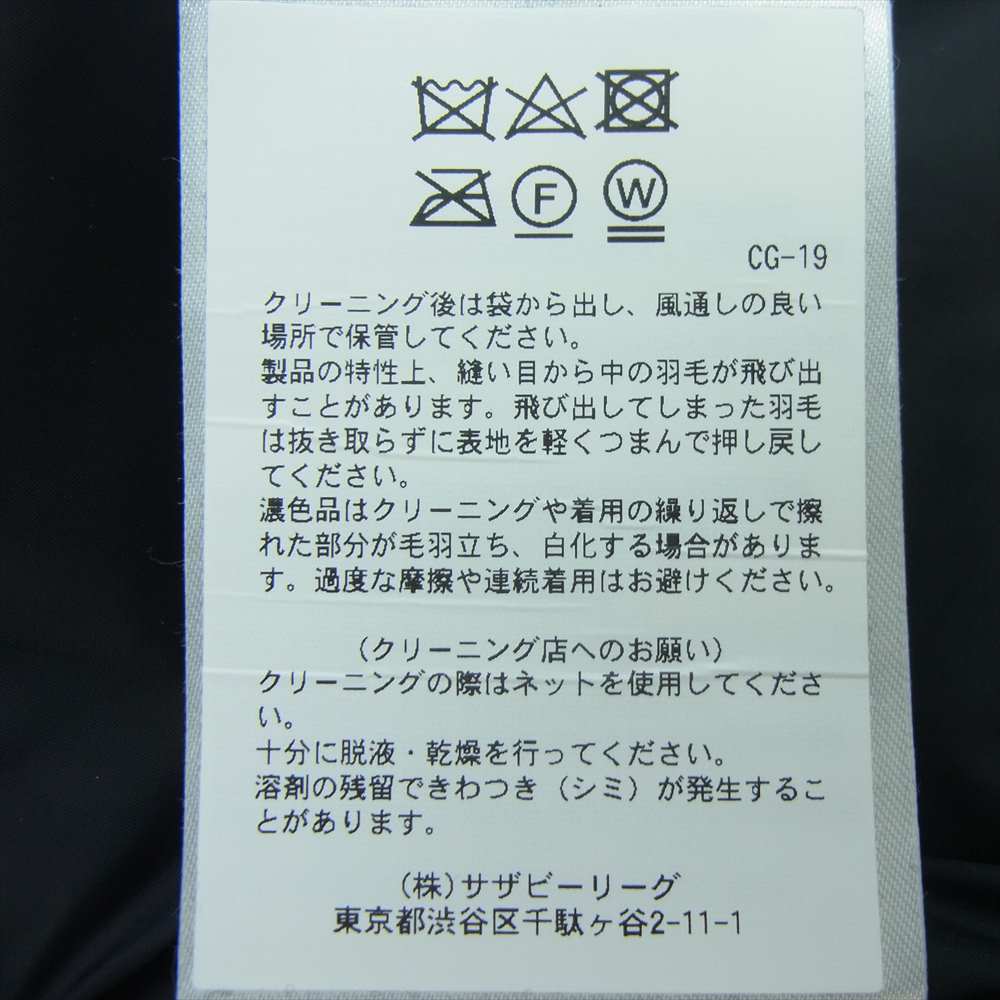 F W
CG-19
クリーニング後は袋から出し、風通しの良い
場所で保管してください。
製品の特性上、縫い目から中の羽毛が飛び出
すことがあります。飛び出してしまった羽毛
は抜き取らずに表地を軽くつまんで押し戻し
てください。
濃色品はクリーニングや着用の繰り返しで擦
れた部分が毛羽立ち、白化する場合がありま
す。過度な摩擦や連続着用はお避けください。
(クリーニング店へのお願い)
クリーニングの際はネットを使用してくださ
い。
十分に脱液・乾燥を行ってください。
溶剤の残留できわつき（シミ）が発生するこ
とがあります。
(株)サザビーリーグ
東京都渋谷区千駄ヶ谷2-11-1